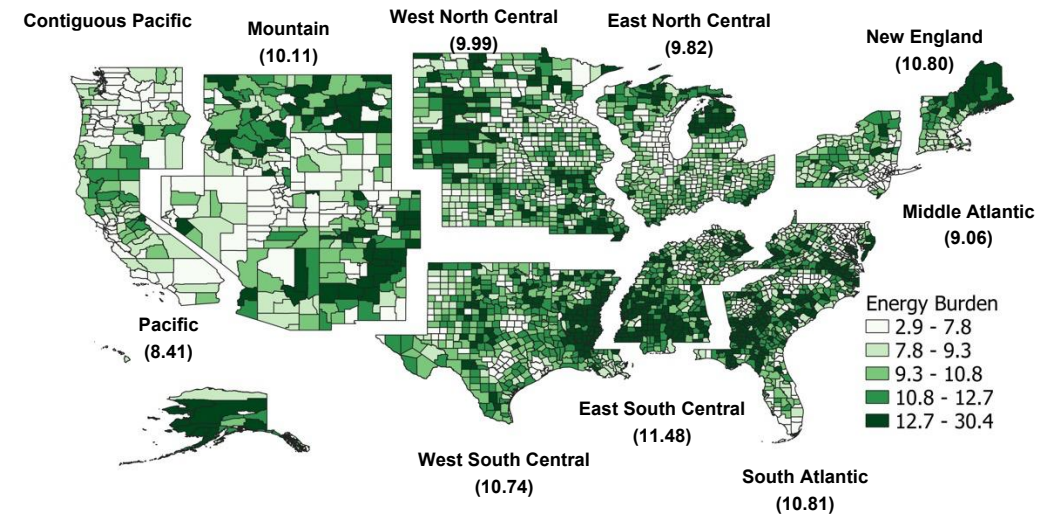 Contiguous Pacific
Mountain
(10.11)
West North Central
(9.99)
East North Central
(9.82)
New England
(10.80)
Middle Atlantic
(9.06)
Pacific
(8.41)
Energy Burden
2.9 - 7.8
7.8 - 9.3
9.3 - 10.8
10.8 - 12.7
12.7 - 30.4
East South Central
(11.48)
West South Central
(10.74)
South Atlantic
(10.81)